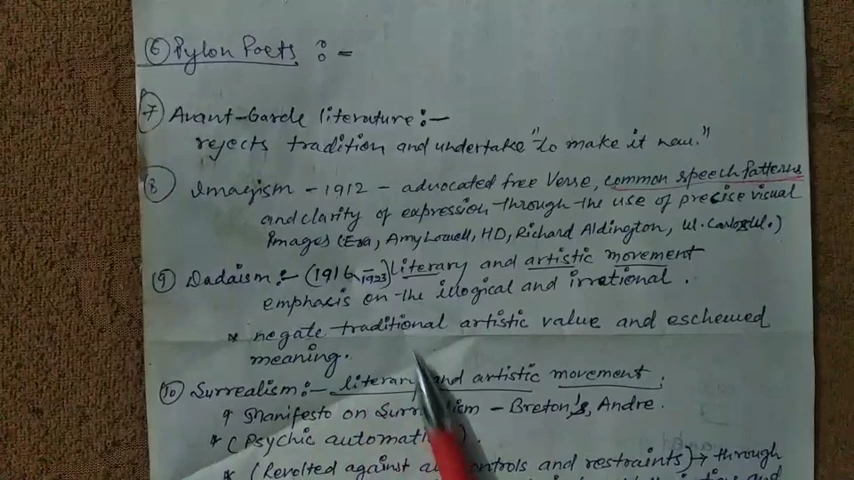 ⑥ Pylon Poets :=
⑦ Avant-Garde literature:-
rejects tradition and undertake "to make it new."
⑧ Imagism - 1912 - advocated free verse, common speech patterns
and clarity of expression through the use of precise visual
images (Ezra, Amy Lowell, HD, Richard Aldington, W. Carlos W.)
⑨ Dadaism:- (1916-1923) literary and artistic movement
emphasis on the illogical and irrational.
* negate traditional artistic value and eschewed
meaning.
⑩ Surrealism:- literary and artistic movement.
Manifesto on Surr ism - Breton's, Andre.
* (Psychic automat ).
* (Revolted against a controls and restraints) → through